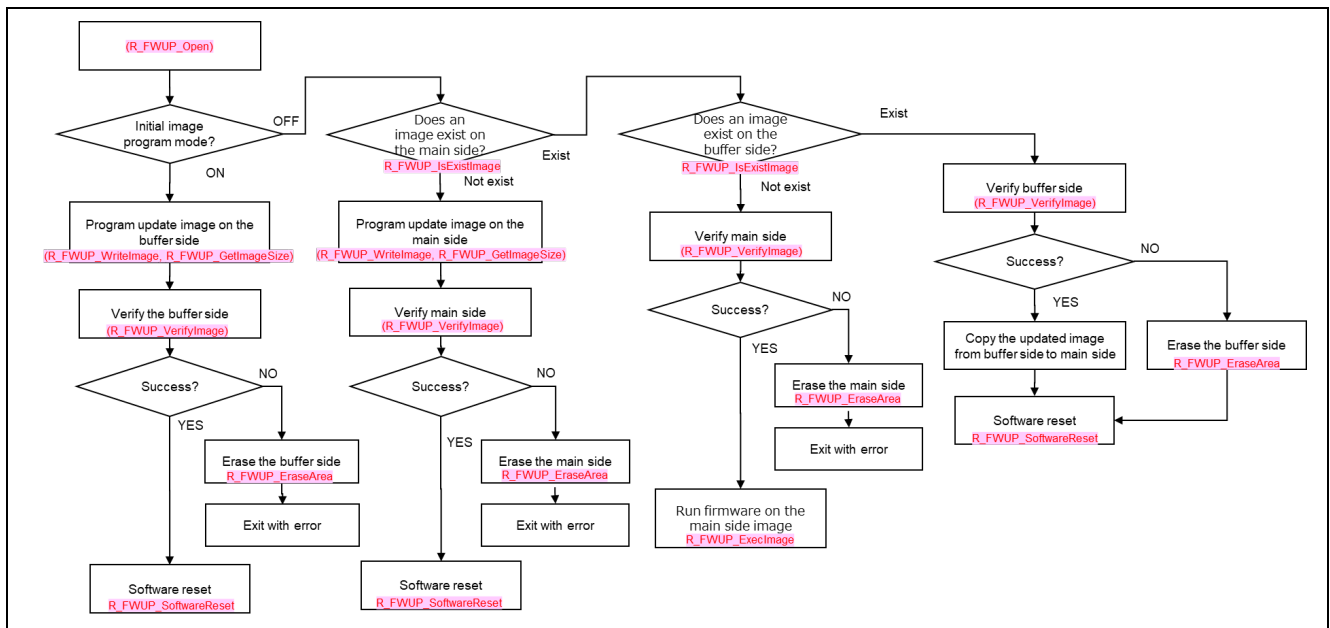 (R_FWUP_Open)
Initial image
program mode?
OFF
ON
Program update image on the
buffer side
(R_FWUP_WriteImage, R_FWUP_GetImageSize)
Verify the buffer side
(R_FWUP_VerifyImage)
Success?
NO
YES
Erase the buffer side
R_FWUP_EraseArea
Exit with error
Software reset
R_FWUP_SoftwareReset
Does an
image exist on
the main side?
R_FWUP_IsExistImage
Exist
Not exist
Program update image on the
main side
(R_FWUP_WriteImage, R_FWUP_GetImageSize)
Verify main side
(R_FWUP_VerifyImage)
Success?
NO
YES
Erase the main side
R_FWUP_EraseArea
Exit with error
Software reset
R_FWUP_SoftwareReset
Does an image
exist on the
buffer side?
R_FWUP_IsExistImage
Exist
Not exist
Verify main side
(R_FWUP_VerifyImage)
Success?
NO
YES
Erase the main side
R_FWUP_EraseArea
Exit with error
Run firmware on the
main side image
R_FWUP_ExecImage
Verify buffer side
(R_FWUP_VerifyImage)
Success?
NO
YES
Copy the updated image
from buffer side to main side
Erase the buffer side
R_FWUP_EraseArea
Software reset
R_FWUP_SoftwareReset